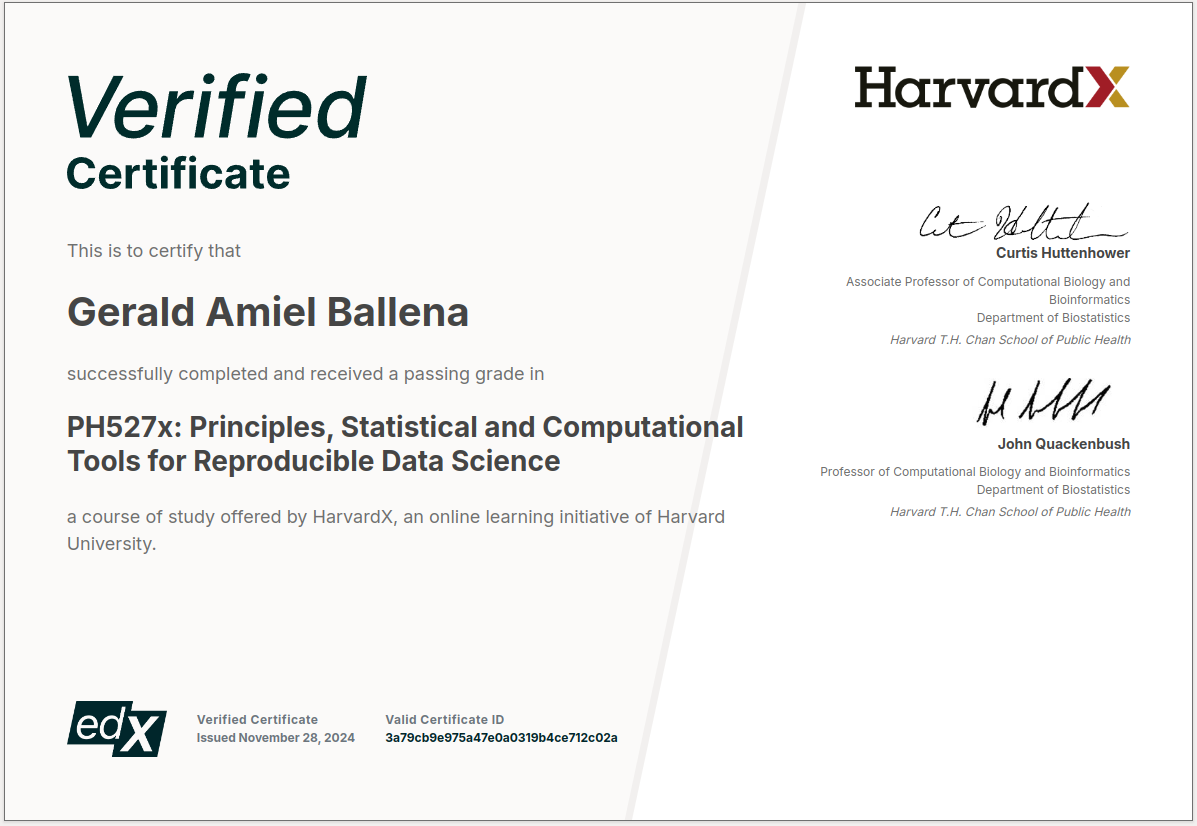 Verified
Certificate
This is to certify that
Gerald Amiel Ballena
successfully completed and received a passing grade in
PH527x: Principles, Statistical and Computational
Tools for Reproducible Data Science
a course of study offered by HarvardX, an online learning initiative of Harvard
University.
edX
Verified Certificate
Issued November 28, 2024
Valid Certificate ID
3a79cb9e975a47e0a0319b4ce712c02a
HarvardX
Curtis Huttenhower
Associate Professor of Computational Biology and
Bioinformatics
Department of Biostatistics
Harvard T.H. Chan School of Public Health
John Quackenbush
Professor of Computational Biology and Bioinformatics
Department of Biostatistics
Harvard T.H. Chan School of Public Health